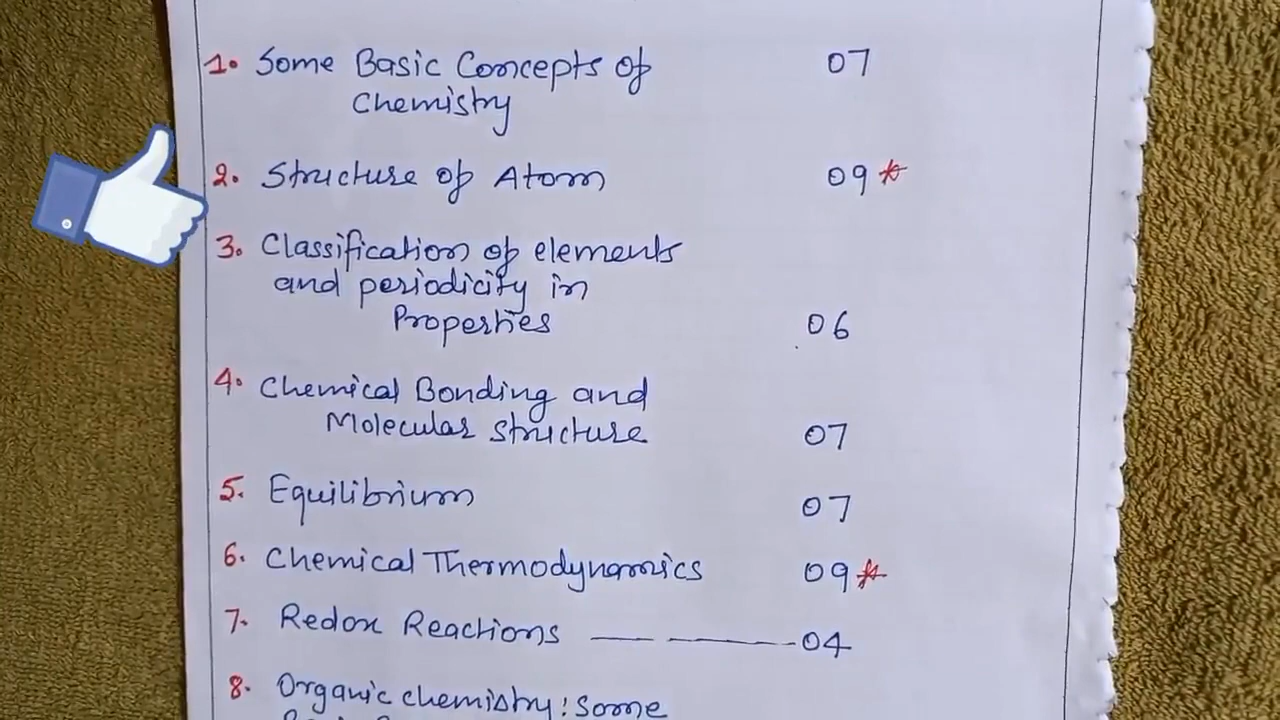 1. Some Basic Concepts of 07
Chemistry
2. Structure of Atom 09*
3. Classification of elements
and periodicity in
Properties 06
4. Chemical Bonding and
Molecular structure 07
5. Equilibrium 07
6. Chemical Thermodynamics 09*
7. Redox Reactions — — 04
8. Organic chemistry: Some